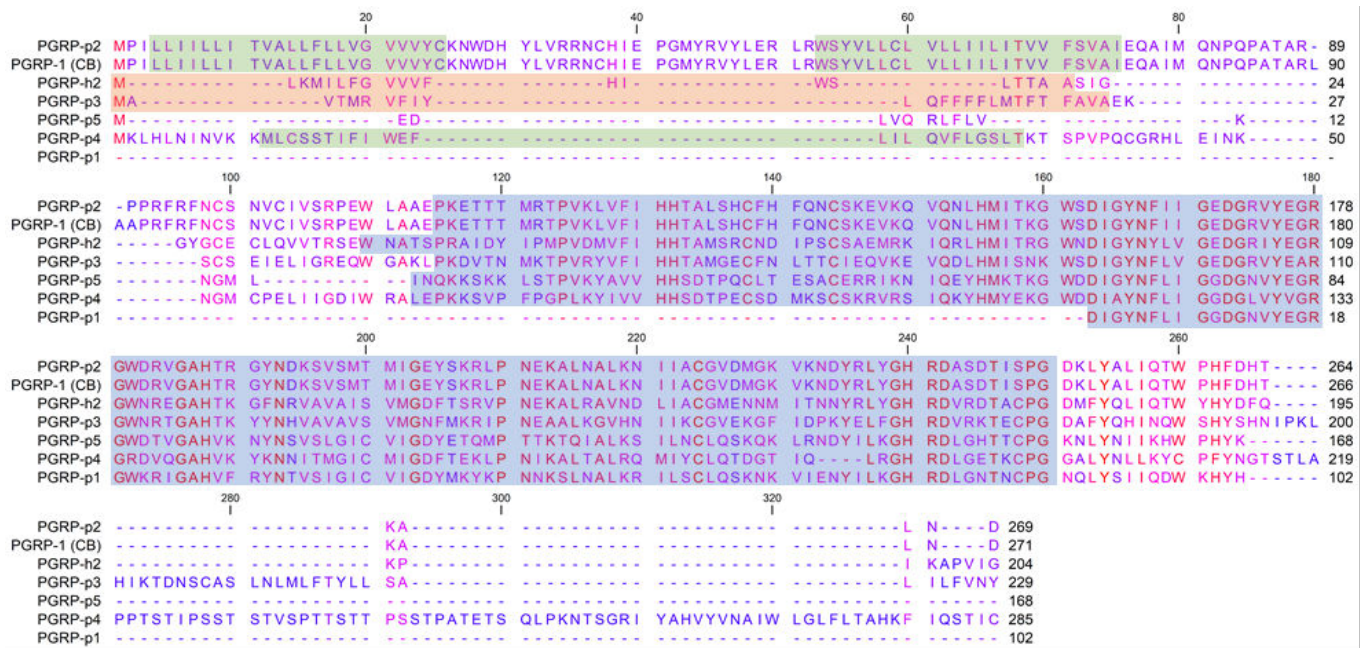 20 40 60 80
PGRP-p2 MPILLIILLI TVALLFLLVG VVVYCKNWDH YLVRRNCHIE PGMYRVYLER LRWSYVLLCL VLLIILITVV FSVAIEQAIM QNPQPATAR- 89
PGRP-1 (CB) MPILLIILLI TVALLFLLVG VVVYCKNWDH YLVRRNCHIE PGMYRVYLER LRWSYVLLCL VLLIILITVV FSVAIEQAIM QNPQPATARL 90
PGRP-h2 M--------- ---LKMILFG VVVF------ ------HI-- ---------- --WS------ ------LTTA ASIG------ ---------- 24
PGRP-p3 MA-------- -----VTMRV FIY------- ---------- ---------- ---------L QFFFFLMTFT FAVAEK---- ---------- 27
PGRP-p5 M--------- ---------- -ED------- ---------- ---------- -------LVQ RLFLV----- ---------- ----K----- 12
PGRP-p4 MKLHLNINVK KMLCSSTIFI WEF------- ---------- ---------- -------LIL QVFLGSLTKT SPVPQCGRHL EINK------ 50
PGRP-p1 ---------- ---------- ---------- ---------- ---------- ---------- ---------- ---------- ---------- -
100 120 140 160 180
PGRP-p2 -PPRFRFNCS NVCIVSRPEW LAAEPKETTT MRTPVKLVFI HHTALSHCFH FQNCSKEVKQ VQNLHMITKG WSDIGYNFII GEDGRVYEGR 178
PGRP-1 (CB) AAPRFRFNCS NVCIVSRPEW LAAEPKETTT MRTPVKLVFI HHTALSHCFH FQNCSKEVKQ VQNLHMITKG WSDIGYNFII GEDGRVYEGR 180
PGRP-h2 -----GYGCE CLQVVTRSEW NATSPRAIDY IPMPVDMVFI HHTAMSRCND IPSCSAEMRK IQRLHMITRG WNDIGYNYLV GEDGRVYEGR 109
PGRP-p3 -------SCS EIELIGREQW GAKLPKDVTN MKTPVRYVFI HHTAMGECFN LTTCIEQVKE VQDLHMISNK WSDIGYNFLI GEDGRVYEAR 110
PGRP-p5 -------NGM L--------- --INQKKSKK LSTPVKYAVV HHSDTPQCLT ESACERRIKN IQEYHMKTKG WDDIGYNFLI GGDGNVYEGR 84
PGRP-p4 -------NGM CPELIIGDIW RALEPKKSVP FPGPLKYIVV HHSDTPECSD MKSCSKRVRS IQKYHMYEKG WDDIAYNFLI GGDGLVYVGR 133
PGRP-p1 ---------- ---------- ---------- ---------- ---------- ---------- ---------- --DIGYNFLI GGDGNVYEGR 18
200 220 240 260
PGRP-p2 GWDRVGAHTR GYNDKSVSMT MIGEYSKRLP NEKALNALKN IIACGVDMGK VKNDYRLYGH RDASDTISPG DKLYALIQTW PHFDHT---- 264
PGRP-1 (CB) GWDRVGAHTR GYNDKSVSMT MIGEYSKRLP NEKALNALKN IIACGVDMGK VKNDYRLYGH RDASDTISPG DKLYALIQTW PHFDHT---- 266
PGRP-h2 GWNREGAHTK GFNRVAVAIS VMGDFTSRVP NEKALRAVND LIACGMENNM ITNNYRLYGH RDVRDTACPG DMFYQLIQTW YHYDFQ---- 195
PGRP-p3 GWNRTGAHTK YYNHVAVAVS VMGNFMKRIP NEAALKGVHN IIKCGVEKGF IDPKYELFGH RDVRKTECPG DAFYQHINQW SHYSHNIPKL 200
PGRP-p5 GWDTVGAHVK NYNSVSLGIC VIGDYETQMP TTKTQIALKS ILNCLQSKQK LRNDYILKGH RDLGHTTCPG KNLYNIIKHW PHYK------ 168
PGRP-p4 GRDVQGAHVK YKNNITMGIC MIGDFTEKLP NIKALTALRQ MIYCLQTDGT IQ----LRGH RDLGETKCPG GALYNLLKYC PFYNGTSTLA 219
PGRP-p1 GWKRIGAHVF RYNTVSIGIC VIGDYMKYKP NNKSLNALKR ILSCLQSKNK VIENYILKGH RDLGNTNCPG NQLYSIIQDW KHYH------ 102
280 300 320
PGRP-p2 ---------- ---------- KA-------- ---------- ---------- ---------L N----D 269
PGRP-1 (CB) ---------- ---------- KA-------- ---------- ---------- ---------L N----D 271
PGRP-h2 ---------- ---------- KP-------- ---------- ---------- ---------I KAPVIG 204
PGRP-p3 HIKTDNSCAS LNLMLFTYLL SA-------- ---------- ---------- ---------L ILFVNY 229
PGRP-p5 ---------- ---------- ---------- ---------- ---------- ---------- ------ 168
PGRP-p4 PPTSTIPSST STVSPTTSTT PSSTPATETS QLPKNTSGRI YAHVYVNAIW LGLFLTAHKF IQSTIC 285
PGRP-p1 ---------- ---------- ---------- ---------- ---------- ---------- ------ 102